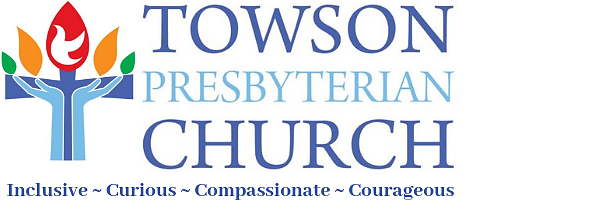 TOWSON
PRESBYTERIAN
CHURCH
Inclusive ~ Curious ~ Compassionate ~ Courageous